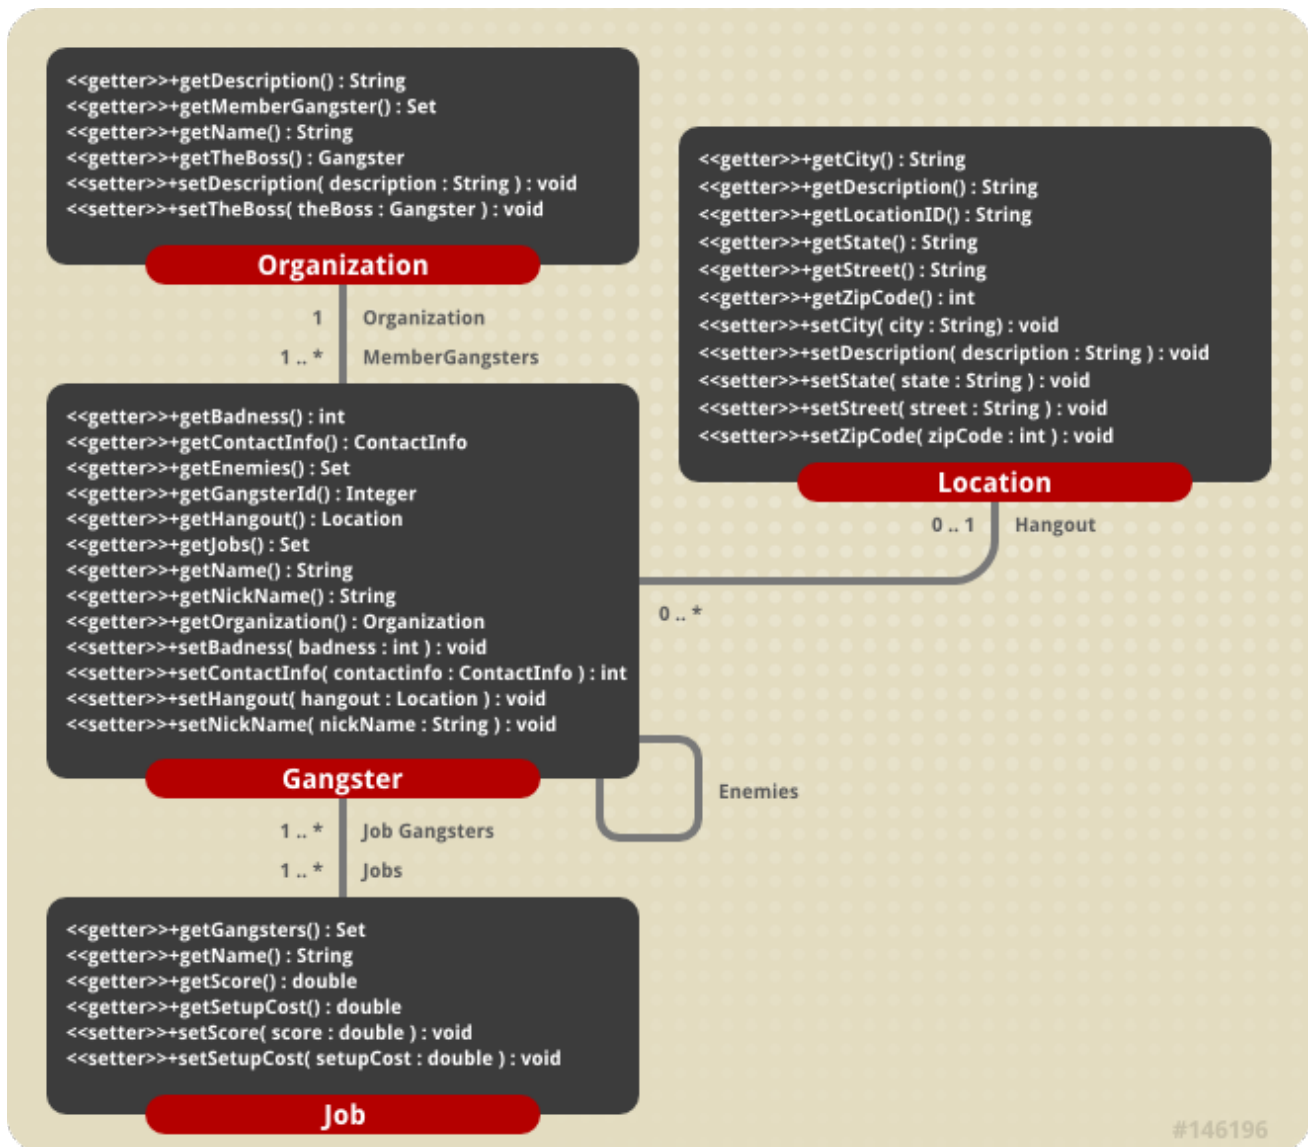 <<getter>>+getDescription() : String
<<getter>>+getMemberGangster() : Set
<<getter>>+getName() : String
<<getter>>+getTheBoss() : Gangster
<<setter>>+setDescription( description : String ) : void
<<setter>>+setTheBoss( theBoss : Gangster ) : void
Organization
1 Organization
1 .. * MemberGangsters
<<getter>>+getCity() : String
<<getter>>+getDescription() : String
<<getter>>+getLocationID() : String
<<getter>>+getState() : String
<<getter>>+getStreet() : String
<<getter>>+getZipCode() : int
<<setter>>+setCity( city : String) : void
<<setter>>+setDescription( description : String ) : void
<<setter>>+setState( state : String ) : void
<<setter>>+setStreet( street : String ) : void
<<setter>>+setZipCode( zipCode : int ) : void
Location
0 .. 1 Hangout
0 .. *
<<getter>>+getBadness() : int
<<getter>>+getContactInfo() : ContactInfo
<<getter>>+getEnemies() : Set
<<getter>>+getGangsterId() : Integer
<<getter>>+getHangout() : Location
<<getter>>+getJobs() : Set
<<getter>>+getName() : String
<<getter>>+getNickName() : String
<<getter>>+getOrganization() : Organization
<<setter>>+setBadness( badness : int ) : void
<<setter>>+setContactInfo( contactinfo : ContactInfo ) : int
<<setter>>+setHangout( hangout : Location ) : void
<<setter>>+setNickName( nickName : String ) : void
Gangster
Enemies
1 .. * Job Gangsters
1 .. * Jobs
<<getter>>+getGangsters() : Set
<<getter>>+getName() : String
<<getter>>+getScore() : double
<<getter>>+getSetupCost() : double
<<setter>>+setScore( score : double ) : void
<<setter>>+setSetupCost( setupCost : double ) : void
Job
#146196